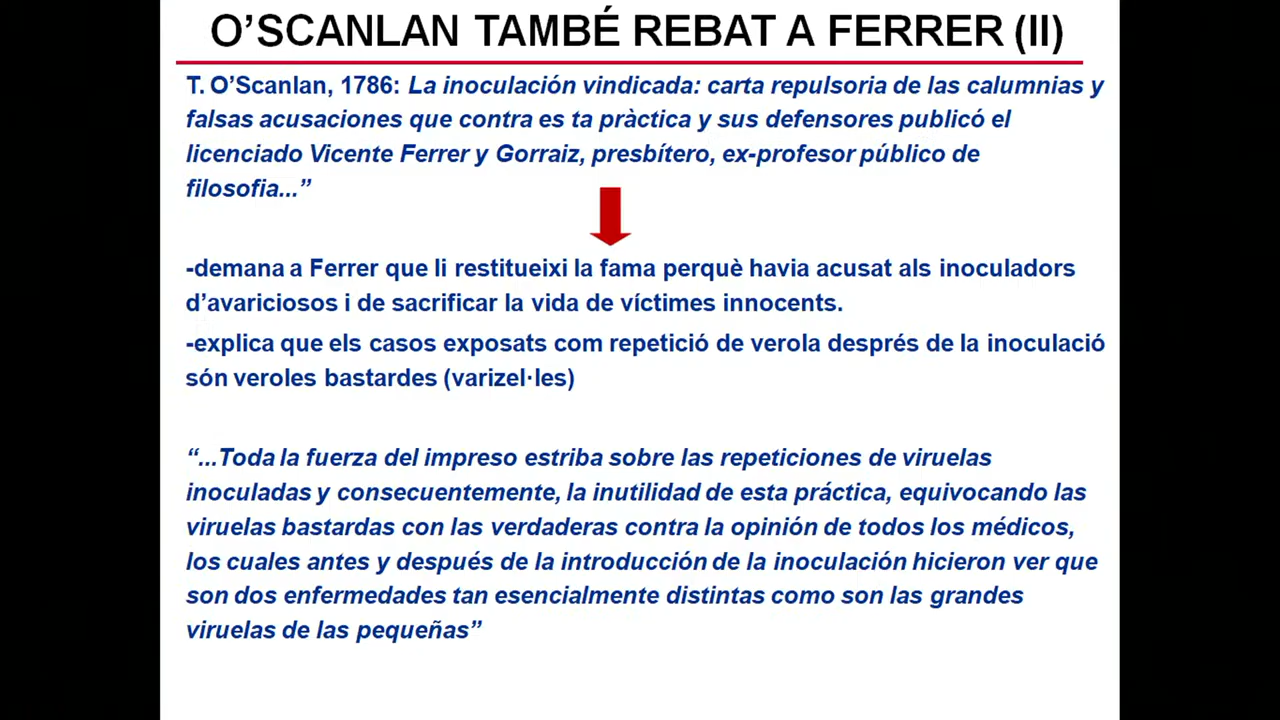 O’SCANLAN TAMBÉ REBAT A FERRER (II)
T. O’Scanlan, 1786: La inoculación vindicada: carta repulsoria de las calumnias y
falsas acusaciones que contra es ta pràctica y sus defensores publicó el
licenciado Vicente Ferrer y Gorraiz, presbítero, ex-profesor público de
filosofia...”
-demana a Ferrer que li restitueixi la fama perquè havia acusat als inoculadors
d’avariciosos i de sacrificar la vida de víctimes innocents.
-explica que els casos exposats com repetició de verola després de la inoculació
són veroles bastardes (varizel·les)
“...Toda la fuerza del impreso estriba sobre las repeticiones de viruelas
inoculadas y consecuentemente, la inutilidad de esta práctica, equivocando las
viruelas bastardas con las verdaderas contra la opinión de todos los médicos,
los cuales antes y después de la introducción de la inoculación hicieron ver que
son dos enfermedades tan esencialmente distintas como son las grandes
viruelas de las pequeñas”